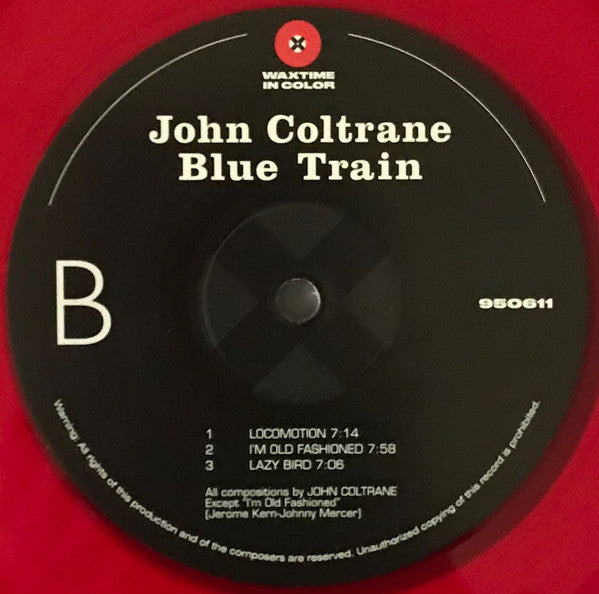 WAXTIME
IN COLOR
John Coltrane
Blue Train
B
950611
1 LOCOMOTION 7:14
2 I'M OLD FASHIONED 7:58
3 LAZY BIRD 7:06
All compositions by JOHN COLTRANE
Except "I'm Old Fashioned"
(Jerome Kern-Johnny Mercer)
Warning: All rights of this production and of the composers are reserved. Unauthorized copying of this record is prohibited.